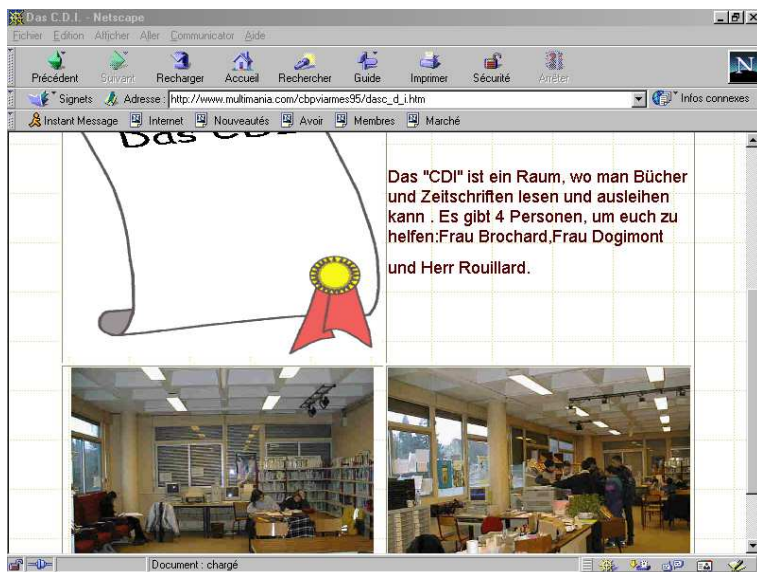 Das C.D.I. - Netscape
Fichier Edition Afficher Aller Communicator Aide
Précédent Suivant Recharger Accueil Rechercher Guide Imprimer Sécurité Arrêter
Signets Adresse : http://www.multimania.com/cbpviarmes95/dasc_d_i.htm Infos connexes
Instant Message Internet Nouveautés Avoir Membres Marché
Das CDI
Das "CDI" ist ein Raum, wo man Bücher
und Zeitschriften lesen und ausleihen
kann . Es gibt 4 Personen, um euch zu
helfen:Frau Brochard,Frau Dogimont
und Herr Rouillard.
Document : chargé